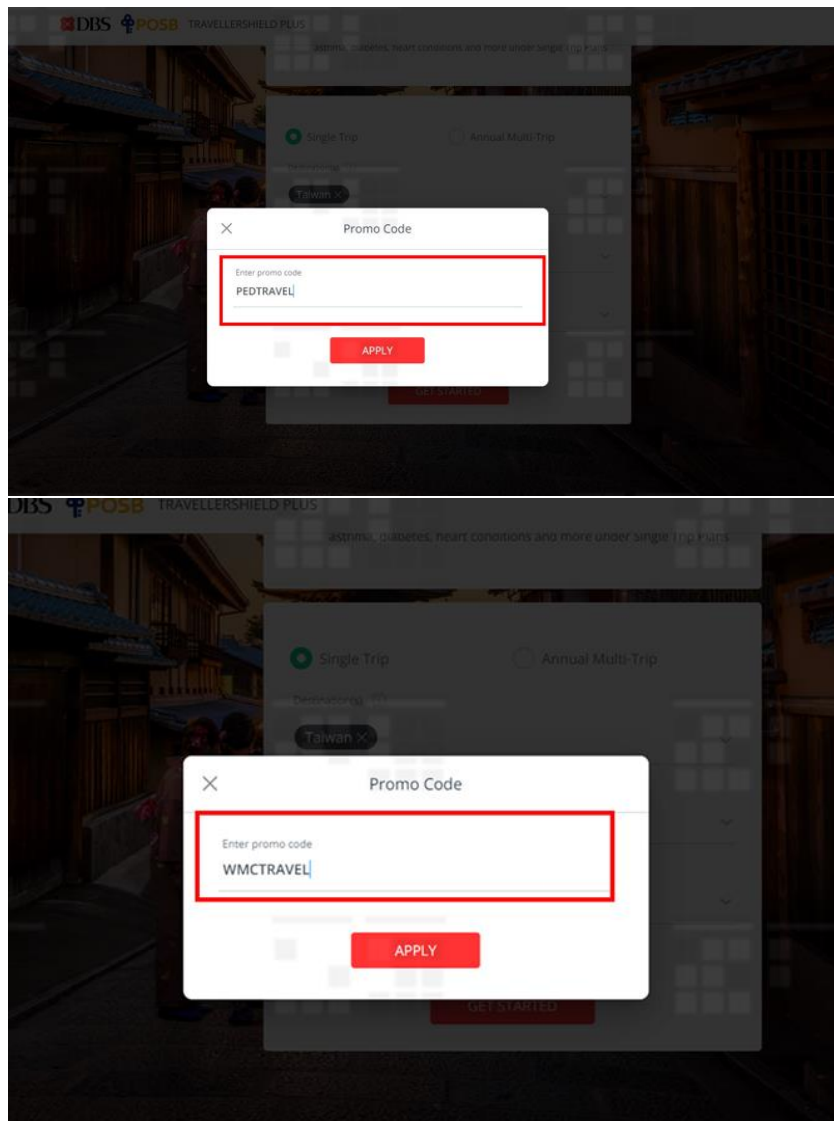 DBS POSB TRAVELLERSHIELD PLUS
asthma, diabetes, heart conditions and more under Single Trip Plans
Single Trip Annual Multi-Trip
Taiwan ×
Promo Code
Enter promo code
PEDTRAVEL
APPLY
GET STARTED
DBS POSB TRAVELLERSHIELD PLUS
asthma, diabetes, heart conditions and more under Single Trip Plans
Single Trip Annual Multi-Trip
Destination(s)
Taiwan ×
Promo Code
Enter promo code
WMCTRAVEL
APPLY
GET STARTED